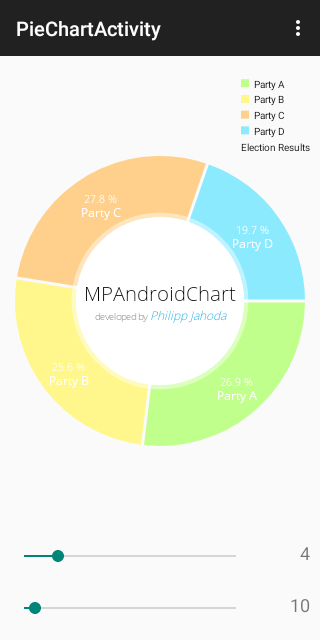 PieChartActivity
Party A
Party B
Party C
Party D
Election Results
27.8 %
Party C
19.7 %
Party D
MPAndroidChart
developed by Philipp Jahoda
25.6 %
Party B
26.9 %
Party A
4
10